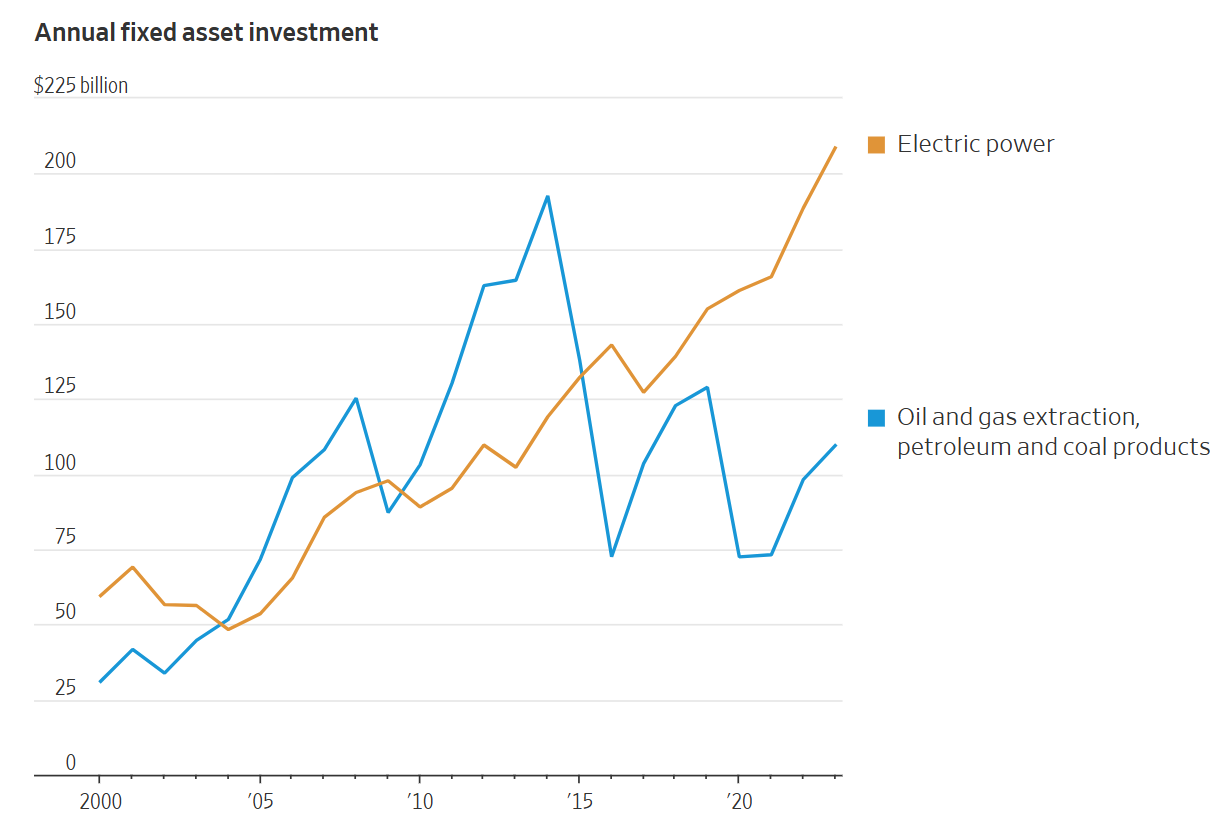 Annual fixed asset investment
$225 billion
200
175
150
125
100
75
50
25
0
2000 ’05 ’10 ’15 ’20
Electric power
Oil and gas extraction,
petroleum and coal products